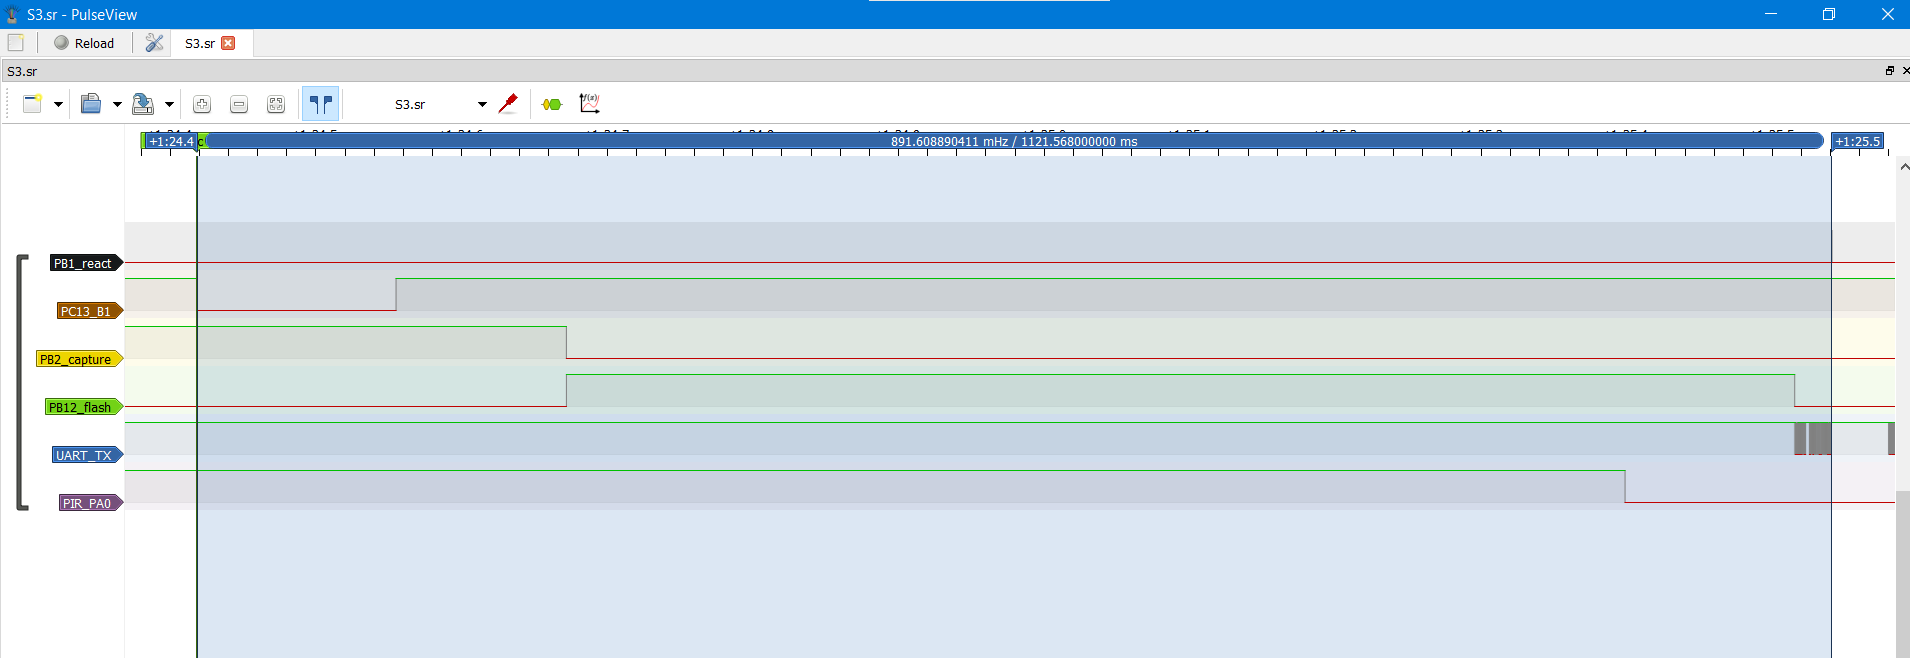 S3.sr - PulseView
Reload
S3.sr
S3.sr
S3.sr
f(x)
+1:24.4
c
891.608890411 mHz / 1121.568000000 ms
+1:25.5
PB1_react
PC13_B1
PB2_capture
PB12_flash
UART_TX
PIR_PA0